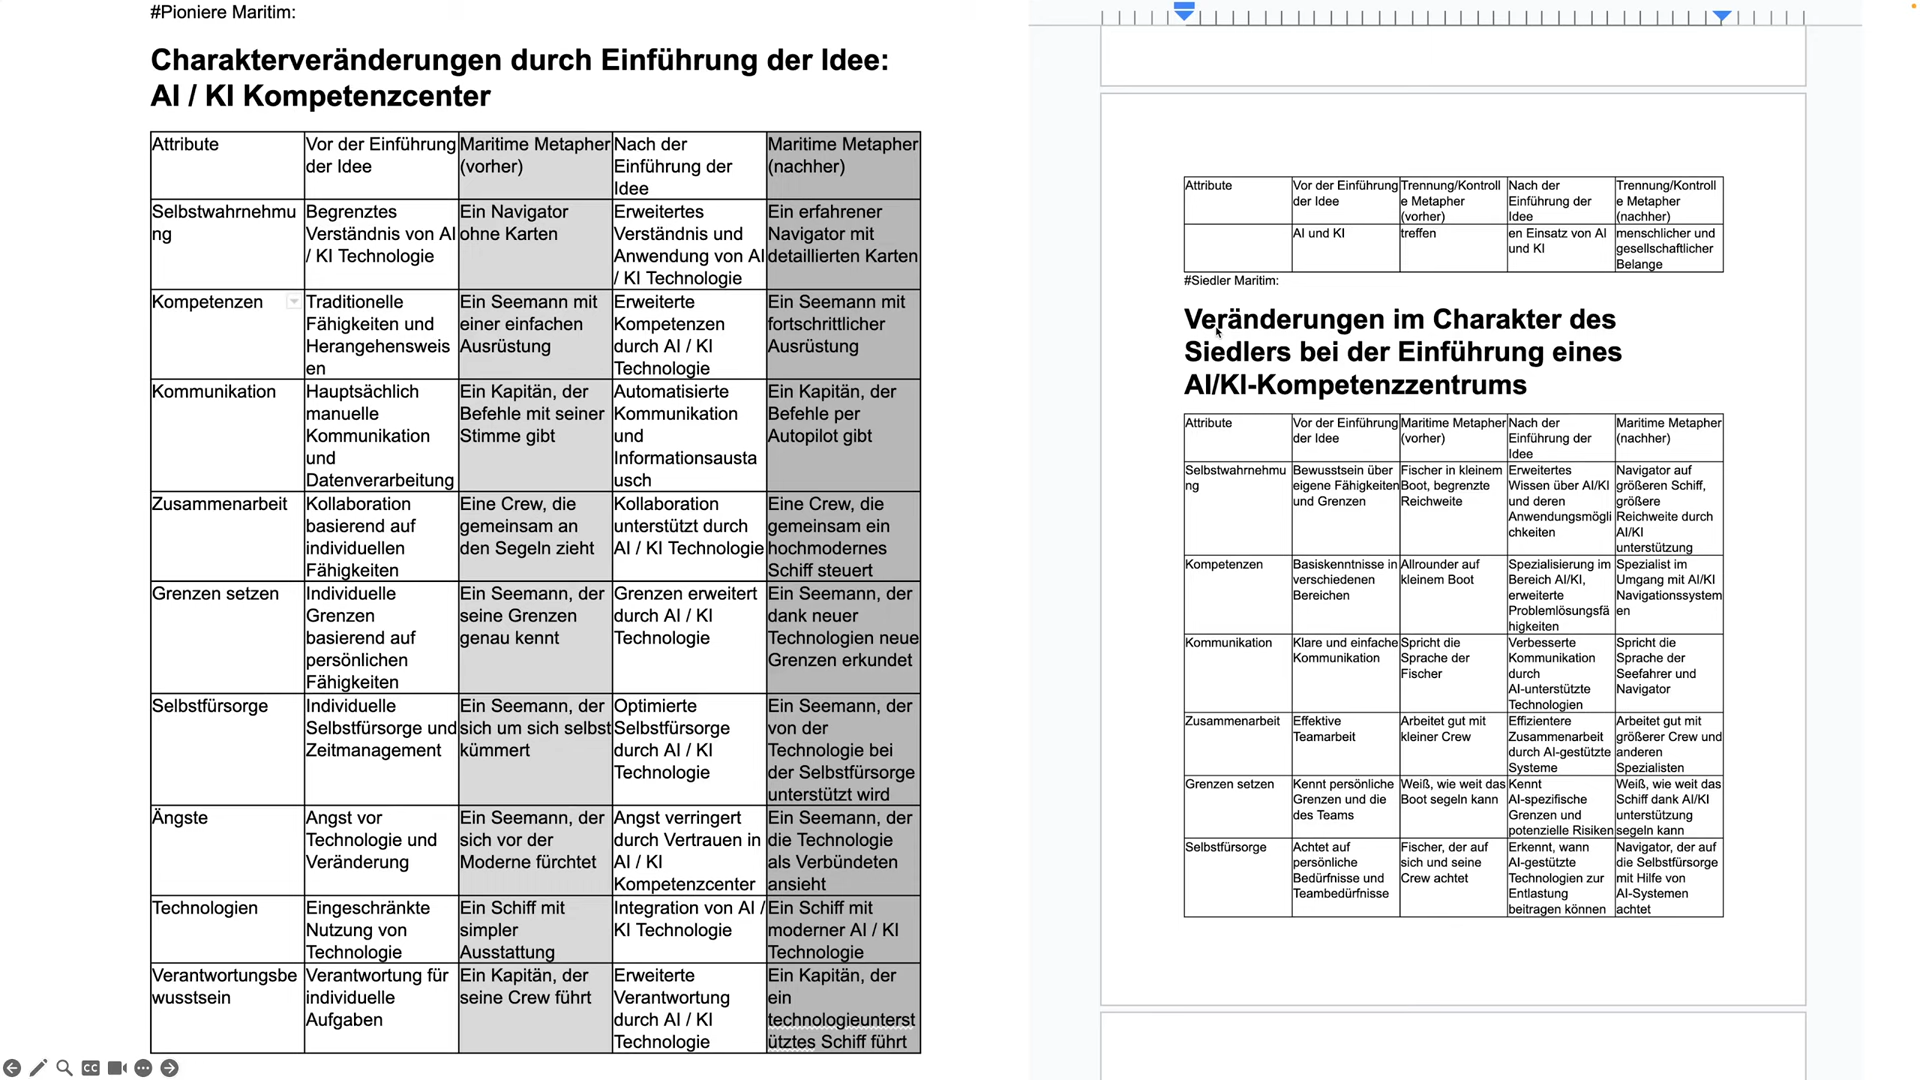 #Pioniere Maritim:
Charakterveränderungen durch Einführung der Idee:
AI / KI Kompetenzcenter
Attribute
Vor der Einführung
der Idee
Maritime Metapher
(vorher)
Nach der
Einführung der
Idee
Maritime Metapher
(nachher)
Selbstwahrnehmu
ng
Begrenztes
Verständnis von AI
/ KI Technologie
Ein Navigator
ohne Karten
Erweitertes
Verständnis und
Anwendung von AI
/ KI Technologie
Ein erfahrener
Navigator mit
detaillierten Karten
Kompetenzen
Traditionelle
Fähigkeiten und
Herangehensweis
en
Ein Seemann mit
einer einfachen
Ausrüstung
Erweiterte
Kompetenzen
durch AI / KI
Technologie
Ein Seemann mit
fortschrittlicher
Ausrüstung
Kommunikation
Hauptsächlich
manuelle
Kommunikation
und
Datenverarbeitung
Ein Kapitän, der
Befehle mit seiner
Stimme gibt
Automatisierte
Kommunikation
und
Informationsausta
usch
Ein Kapitän, der
Befehle per
Autopilot gibt
Zusammenarbeit
Kollaboration
basierend auf
individuellen
Fähigkeiten
Eine Crew, die
gemeinsam an
den Segeln zieht
Kollaboration
unterstützt durch
AI / KI Technologie
Eine Crew, die
gemeinsam ein
hochmodernes
Schiff steuert
Grenzen setzen
Individuelle
Grenzen
basierend auf
persönlichen
Fähigkeiten
Ein Seemann, der
seine Grenzen
genau kennt
Grenzen erweitert
durch AI / KI
Technologie
Ein Seemann, der
dank neuer
Technologien neue
Grenzen erkundet
Selbstfürsorge
Individuelle
Selbstfürsorge und
Zeitmanagement
Ein Seemann, der
sich um sich selbst
kümmert
Optimierte
Selbstfürsorge
durch AI / KI
Technologie
Ein Seemann, der
von der
Technologie bei
der Selbstfürsorge
unterstützt wird
Ängste
Angst vor
Technologie und
Veränderung
Ein Seemann, der
sich vor der
Moderne fürchtet
Angst verringert
durch Vertrauen in
AI / KI
Kompetenzcenter
Ein Seemann, der
die Technologie
als Verbündeten
ansieht
Technologien
Eingeschränkte
Nutzung von
Technologie
Ein Schiff mit
simpler
Ausstattung
Integration von AI /
KI Technologie
Ein Schiff mit
moderner AI / KI
Technologie
Verantwortungsbe
wusstsein
Verantwortung für
individuelle
Aufgaben
Ein Kapitän, der
seine Crew führt
Erweiterte
Verantwortung
durch AI / KI
Technologie
Ein Kapitän, der
ein
technologieunterst
ütztes Schiff führt
CC
Attribute
Vor der Einführung
der Idee
Trennung/Kontroll
e Metapher
(vorher)
Nach der
Einführung der
Idee
Trennung/Kontroll
e Metapher
(nachher)
AI und KI
treffen
en Einsatz von AI
und KI
menschlicher und
gesellschaftlicher
Belange
#Siedler Maritim:
Veränderungen im Charakter des
Siedlers bei der Einführung eines
AI/KI-Kompetenzzentrums
Attribute
Vor der Einführung
der Idee
Maritime Metapher
(vorher)
Nach der
Einführung der
Idee
Maritime Metapher
(nachher)
Selbstwahrnehmu
ng
Bewusstsein über
eigene Fähigkeiten
und Grenzen
Fischer in kleinem
Boot, begrenzte
Reichweite
Erweitertes
Wissen über AI/KI
und deren
Anwendungsmögli
chkeiten
Navigator auf
größeren Schiff,
größere
Reichweite durch
AI/KI
unterstützung
Kompetenzen
Basiskenntnisse in
verschiedenen
Bereichen
Allrounder auf
kleinem Boot
Spezialisierung im
Bereich AI/KI,
erweiterte
Problemlösungsfä
higkeiten
Spezialist im
Umgang mit AI/KI
Navigationssystem
en
Kommunikation
Klare und einfache
Kommunikation
Spricht die
Sprache der
Fischer
Verbesserte
Kommunikation
durch
AI-unterstützte
Technologien
Spricht die
Sprache der
Seefahrer und
Navigator
Zusammenarbeit
Effektive
Teamarbeit
Arbeitet gut mit
kleiner Crew
Effizientere
Zusammenarbeit
durch AI-gestützte
Systeme
Arbeitet gut mit
größerer Crew und
anderen
Spezialisten
Grenzen setzen
Kennt persönliche
Grenzen und die
des Teams
Weiß, wie weit das
Boot segeln kann
Kennt
AI-spezifische
Grenzen und
potenzielle Risiken
Weiß, wie weit das
Schiff dank AI/KI
unterstützung
segeln kann
Selbstfürsorge
Achtet auf
persönliche
Bedürfnisse und
Teambedürfnisse
Fischer, der auf
sich und seine
Crew achtet
Erkennt, wann
AI-gestützte
Technologien zur
Entlastung
beitragen können
Navigator, der auf
die Selbstfürsorge
mit Hilfe von
AI-Systemen
achtet